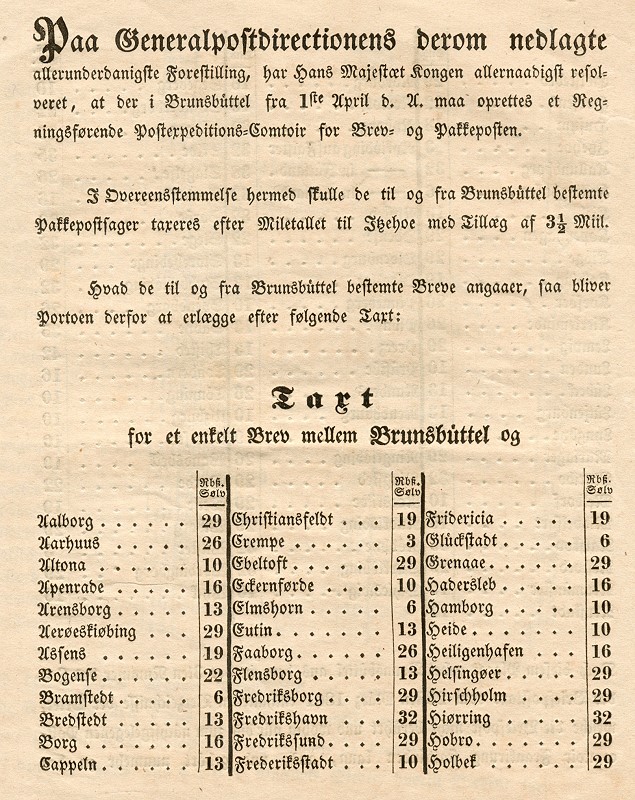 Paa Generalpostdirectionens derom nedlagte
allerunderdanigste Forestilling, har Hans Majestæt Kongen allernaadigst resol-
veret, at der i Brunsbüttel fra 1ste April d. A. maa oprettes et Reg-
ningsførende Postexpeditions-Comtoir for Brev- og Pakkeposten.
I Overeensstemmelse hermed skulle de til og fra Brunsbüttel bestemte
Pakkepostsager taxeres efter Miletallet til Itzehoe med Tillæg af 3½ Miil.
Hvad de til og fra Brunsbüttel bestemte Breve angaaer, saa bliver
Portoen derfor at erlægge efter følgende Taxt:
Taxt
for et enkelt Brev mellem Brunsbüttel og
Rbß. Sølv
Aalborg . . . . . . 29
Aarhuus . . . . . 26
Altona . . . . . . 10
Apenrade . . . . . 16
Arensborg . . . . 13
Aerøeskiøbing . . . 29
Assens . . . . . . 19
Bogense . . . . . . 22
Bramstedt . . . . . 6
Bredstedt . . . . . 13
Borg . . . . . . . 16
Cappeln . . . . . . 13
Rbß. Sølv
Christiansfeldt . . . 19
Crempe . . . . . . 3
Ebeltoft . . . . . 29
Eckernførde . . . . 10
Elmshorn . . . . . 6
Eutin . . . . . . . 13
Faaborg . . . . . . 26
Flensborg . . . . . 13
Fredriksborg . . . . 29
Fredrikshavn . . . . 32
Fredrikssund . . . . 29
Frederiksstadt . . . 10
Rbß. Sølv
Fridericia . . . . . 19
Glückstadt . . . . . 6
Grenaae . . . . . . 29
Hadersleb . . . . . 16
Hamborg . . . . . 10
Heide . . . . . . . 10
Heiligenhafen . . . 16
Helsingøer . . . . . 29
Hirschholm . . . . 29
Hiørring . . . . . 32
Hobro . . . . . . . 29
Holbek . . . . . . 29